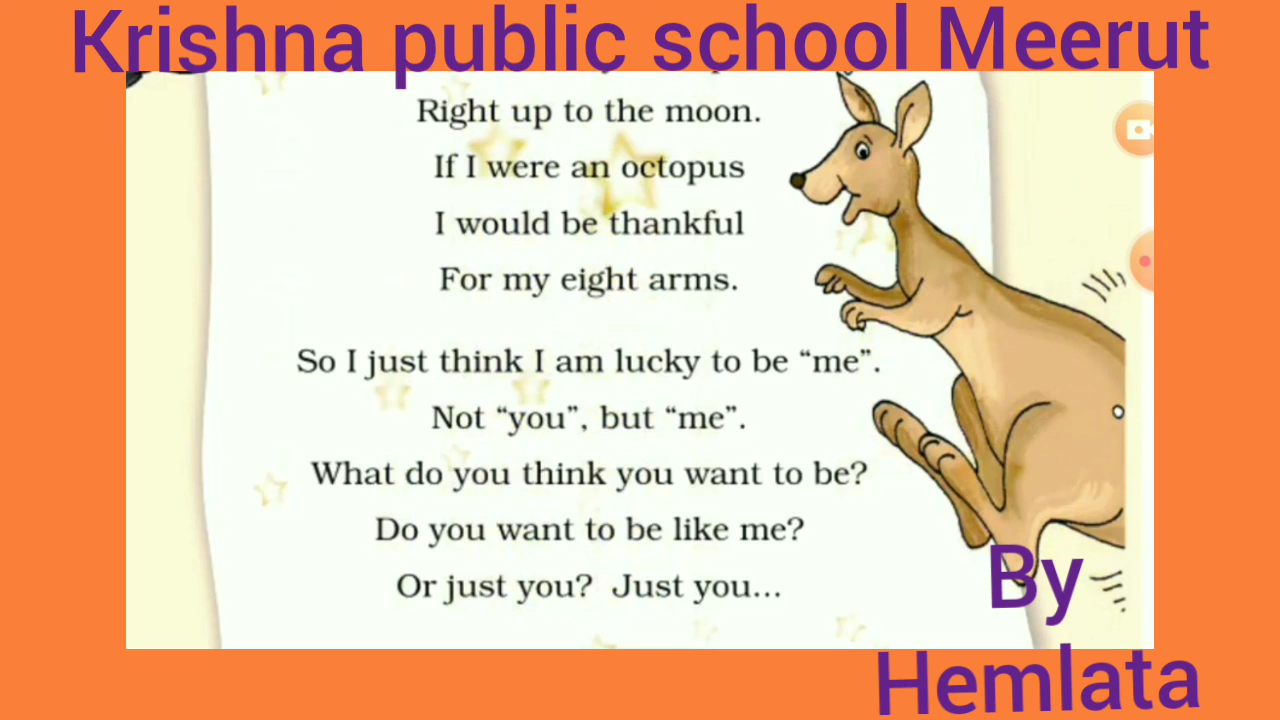 Krishna public school Meerut
Right up to the moon.
If I were an octopus
I would be thankful
For my eight arms.
So I just think I am lucky to be “me”.
Not “you”, but “me”.
What do you think you want to be?
Do you want to be like me?
Or just you? Just you...
By
Hemlata